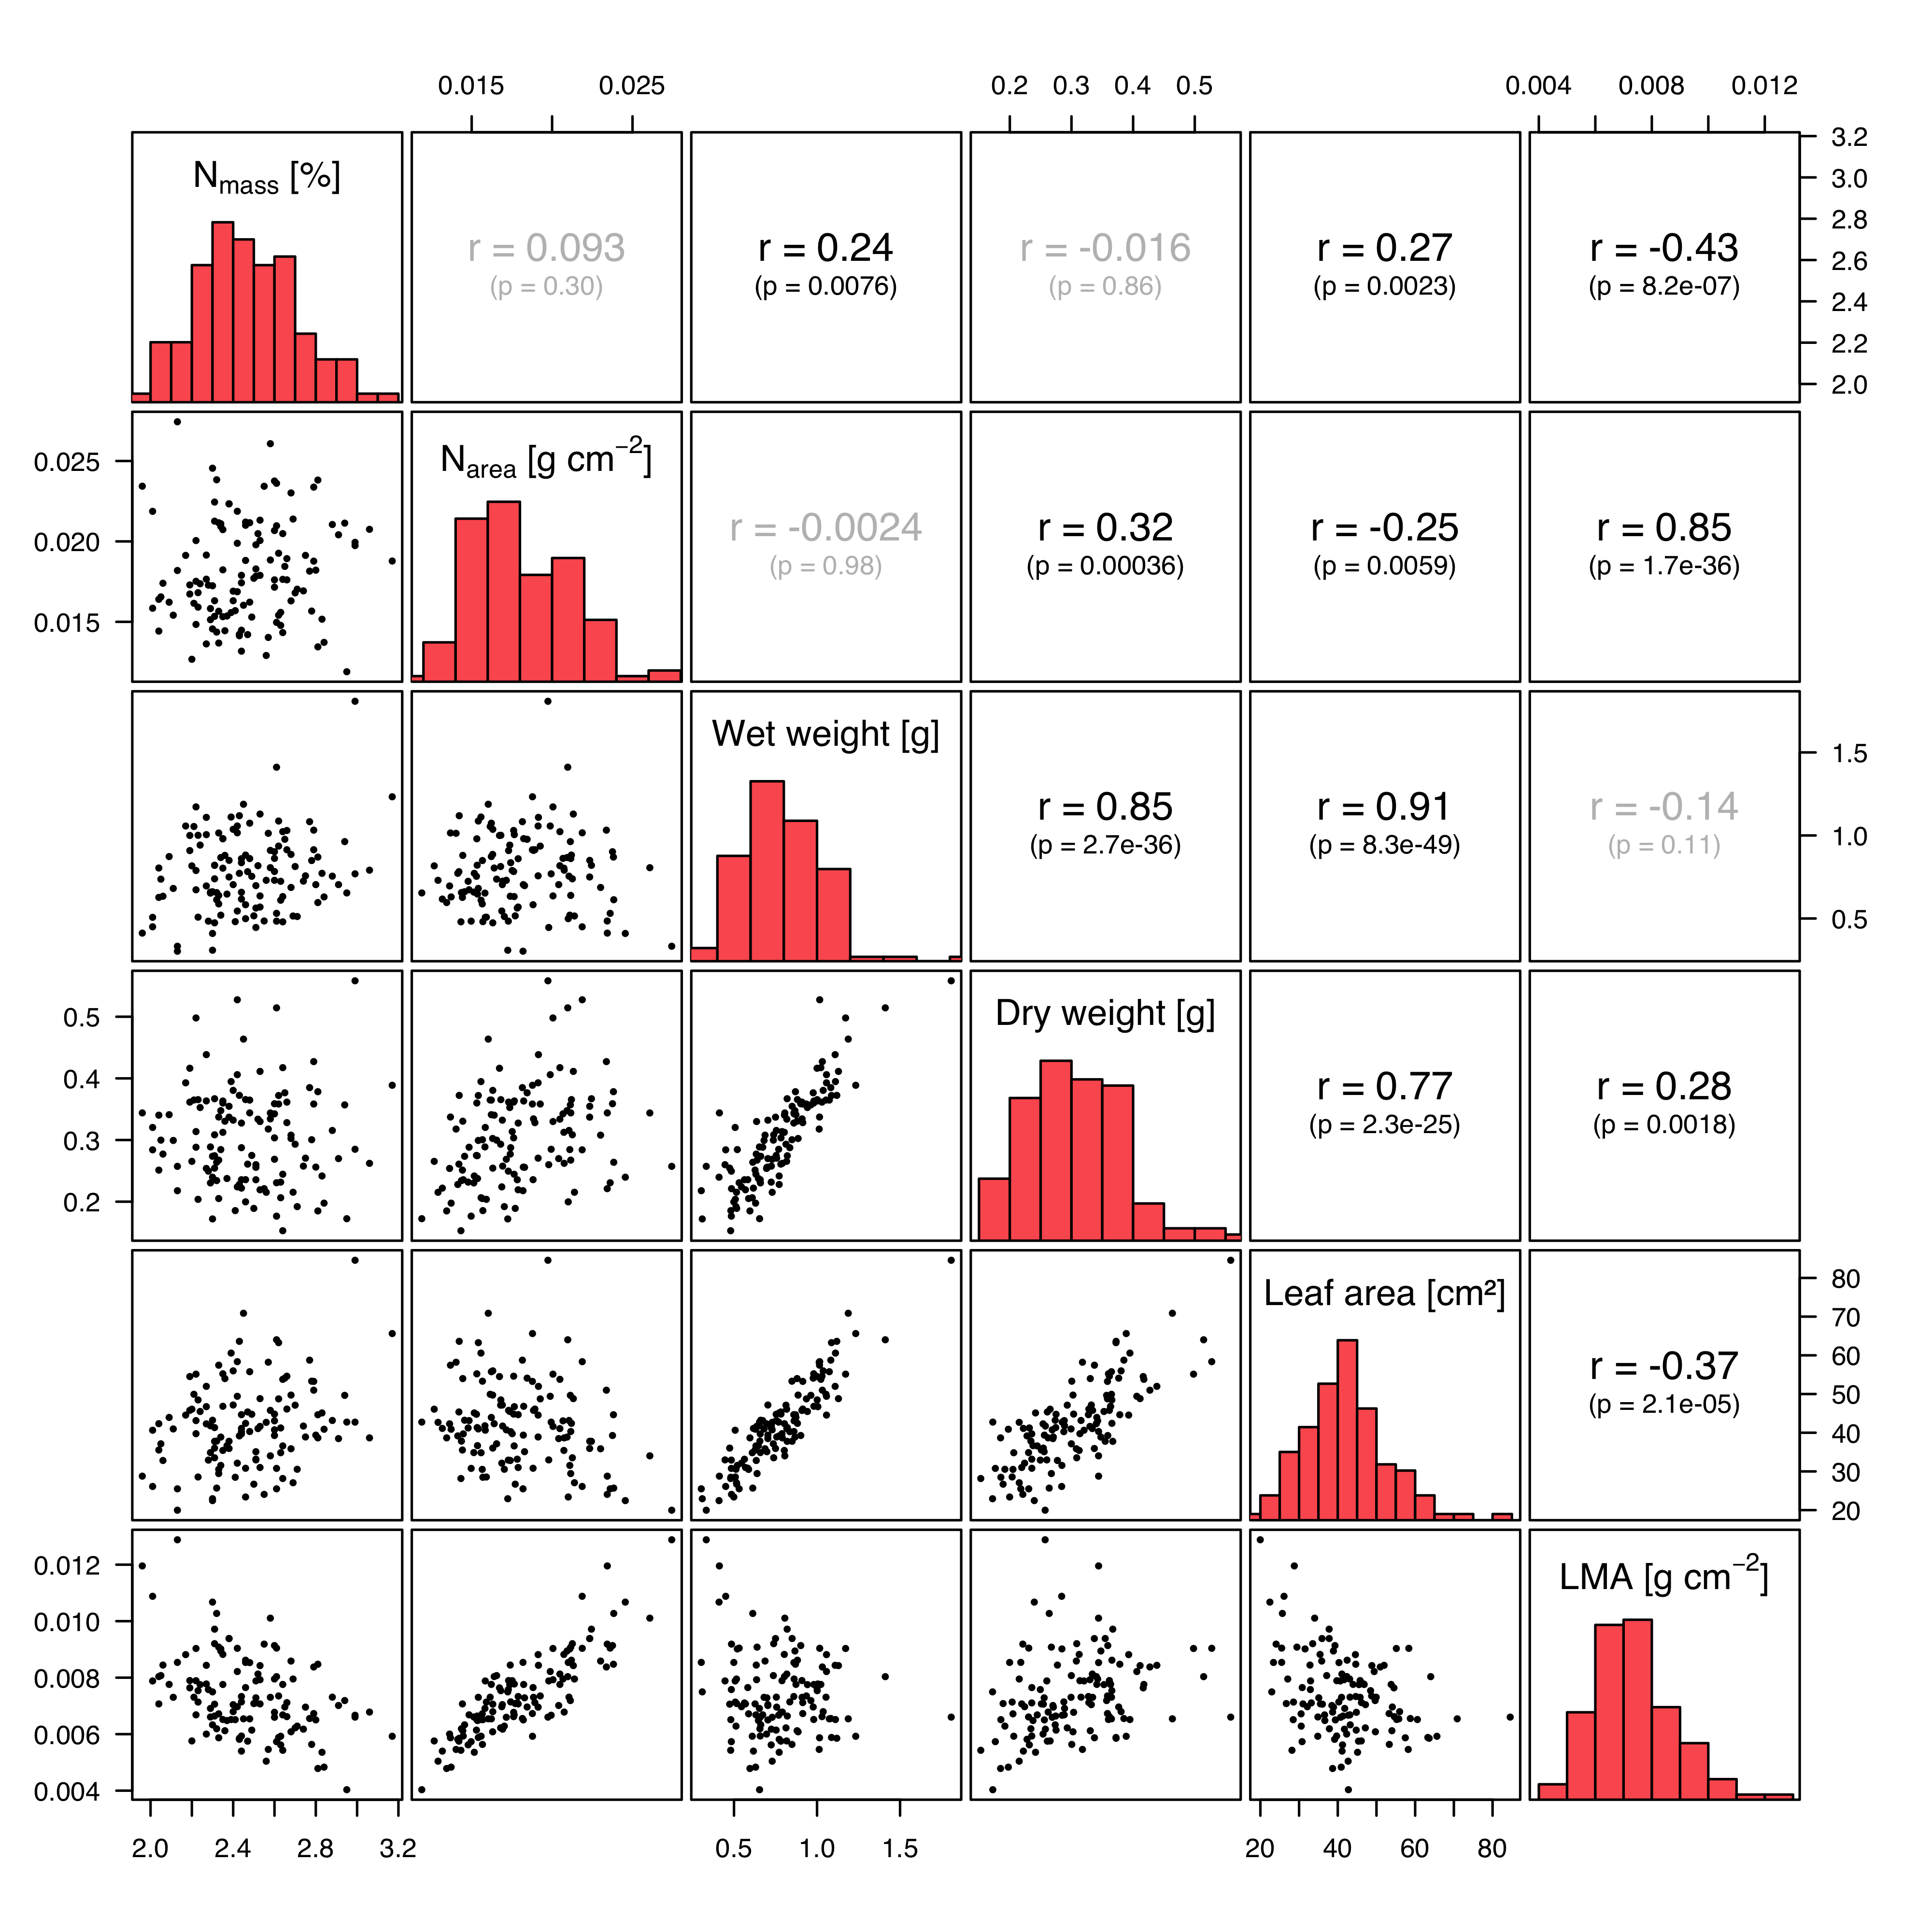 0.015 0.025 0.2 0.3 0.4 0.5 0.004 0.008 0.012
Nmass [%]
r = 0.093
(p = 0.30)
r = 0.24
(p = 0.0076)
r = -0.016
(p = 0.86)
r = 0.27
(p = 0.0023)
r = -0.43
(p = 8.2e-07)
3.2
3.0
2.8
2.6
2.4
2.2
2.0
0.025
0.020
0.015
Narea [g cm−2]
r = -0.0024
(p = 0.98)
r = 0.32
(p = 0.00036)
r = -0.25
(p = 0.0059)
r = 0.85
(p = 1.7e-36)
Wet weight [g]
r = 0.85
(p = 2.7e-36)
r = 0.91
(p = 8.3e-49)
r = -0.14
(p = 0.11)
1.5
1.0
0.5
0.5
0.4
0.3
0.2
Dry weight [g]
r = 0.77
(p = 2.3e-25)
r = 0.28
(p = 0.0018)
Leaf area [cm²]
r = -0.37
(p = 2.1e-05)
80
70
60
50
40
30
20
0.012
0.010
0.008
0.006
0.004
LMA [g cm−2]
2.0 2.4 2.8 3.2 0.5 1.0 1.5 20 40 60 80